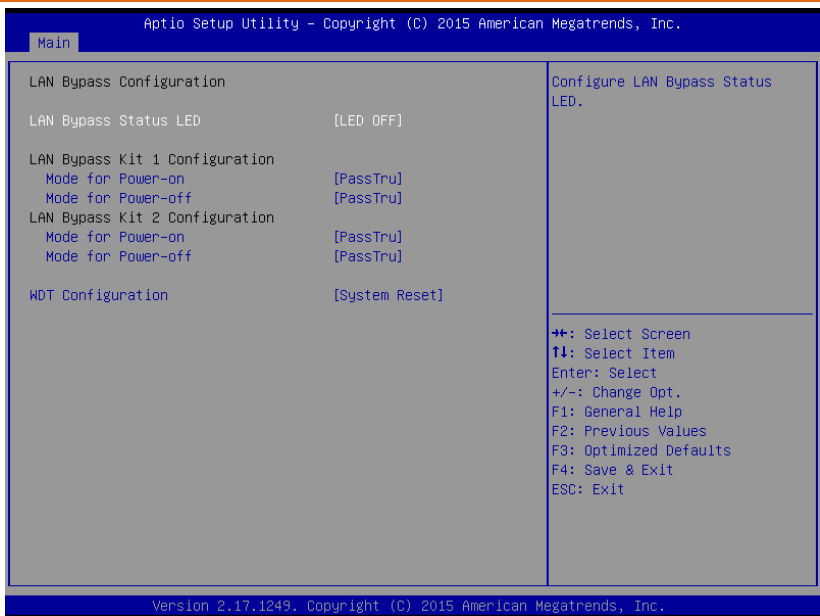 Aptio Setup Utility – Copyright (C) 2015 American Megatrends, Inc.
Main
LAN Bypass Configuration
LAN Bypass Status LED [LED OFF]
LAN Bypass Kit 1 Configuration
Mode for Power-on [PassTru]
Mode for Power-off [PassTru]
LAN Bypass Kit 2 Configuration
Mode for Power-on [PassTru]
Mode for Power-off [PassTru]
WDT Configuration [System Reset]
Configure LAN Bypass Status
LED.
→←: Select Screen
↑↓: Select Item
Enter: Select
+/-: Change Opt.
F1: General Help
F2: Previous Values
F3: Optimized Defaults
F4: Save & Exit
ESC: Exit
Version 2.17.1249. Copyright (C) 2015 American Megatrends, Inc.